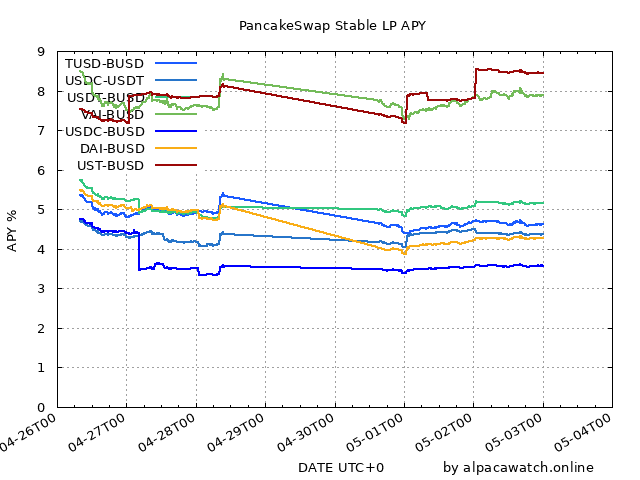 PancakeSwap Stable LP APY
9
8
7
6
5
4
3
2
1
0
APY %
TUSD-BUSD
USDC-USDT
USDT-BUSD
VAI-BUSD
USDC-BUSD
DAI-BUSD
UST-BUSD
04-26T00
04-27T00
04-28T00
04-29T00
04-30T00
05-01T00
05-02T00
05-03T00
05-04T00
DATE UTC+0
by alpacawatch.online